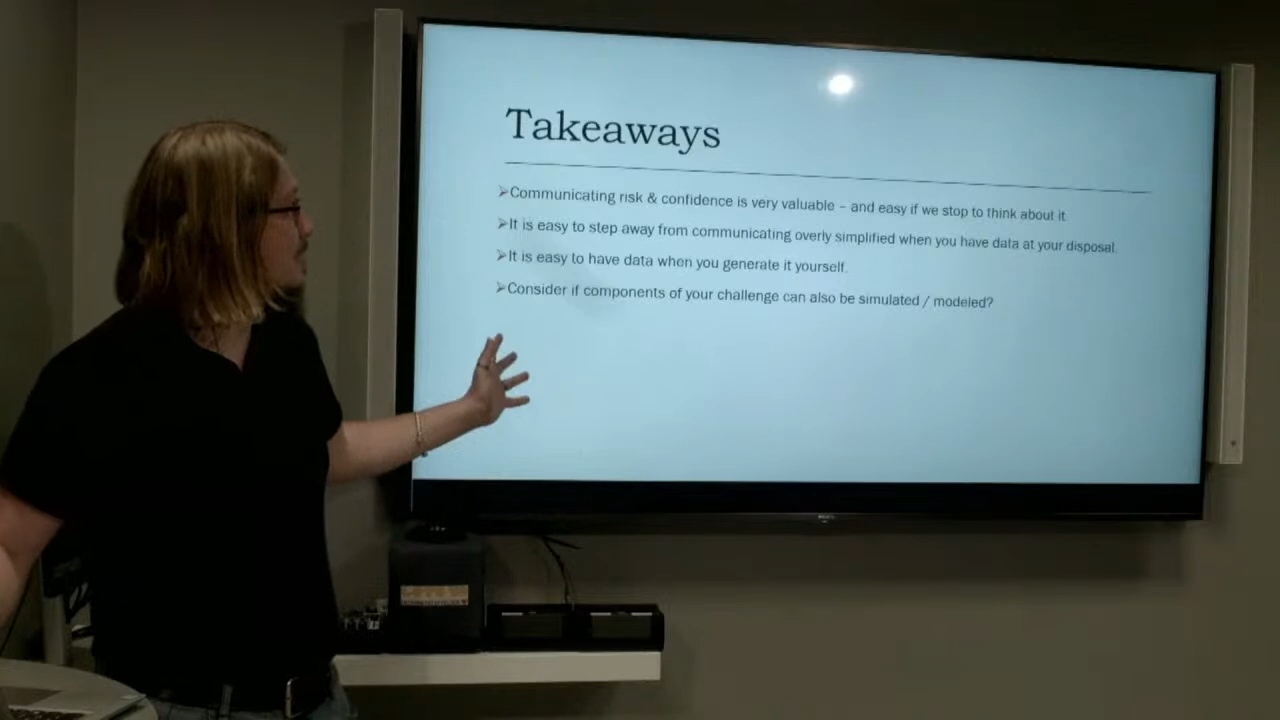 Takeaways
➢Communicating risk & confidence is very valuable – and easy if we stop to think about it.
➢It is easy to step away from communicating overly simplified when you have data at your disposal.
➢It is easy to have data when you generate it yourself.
➢Consider if components of your challenge can also be simulated / modeled?